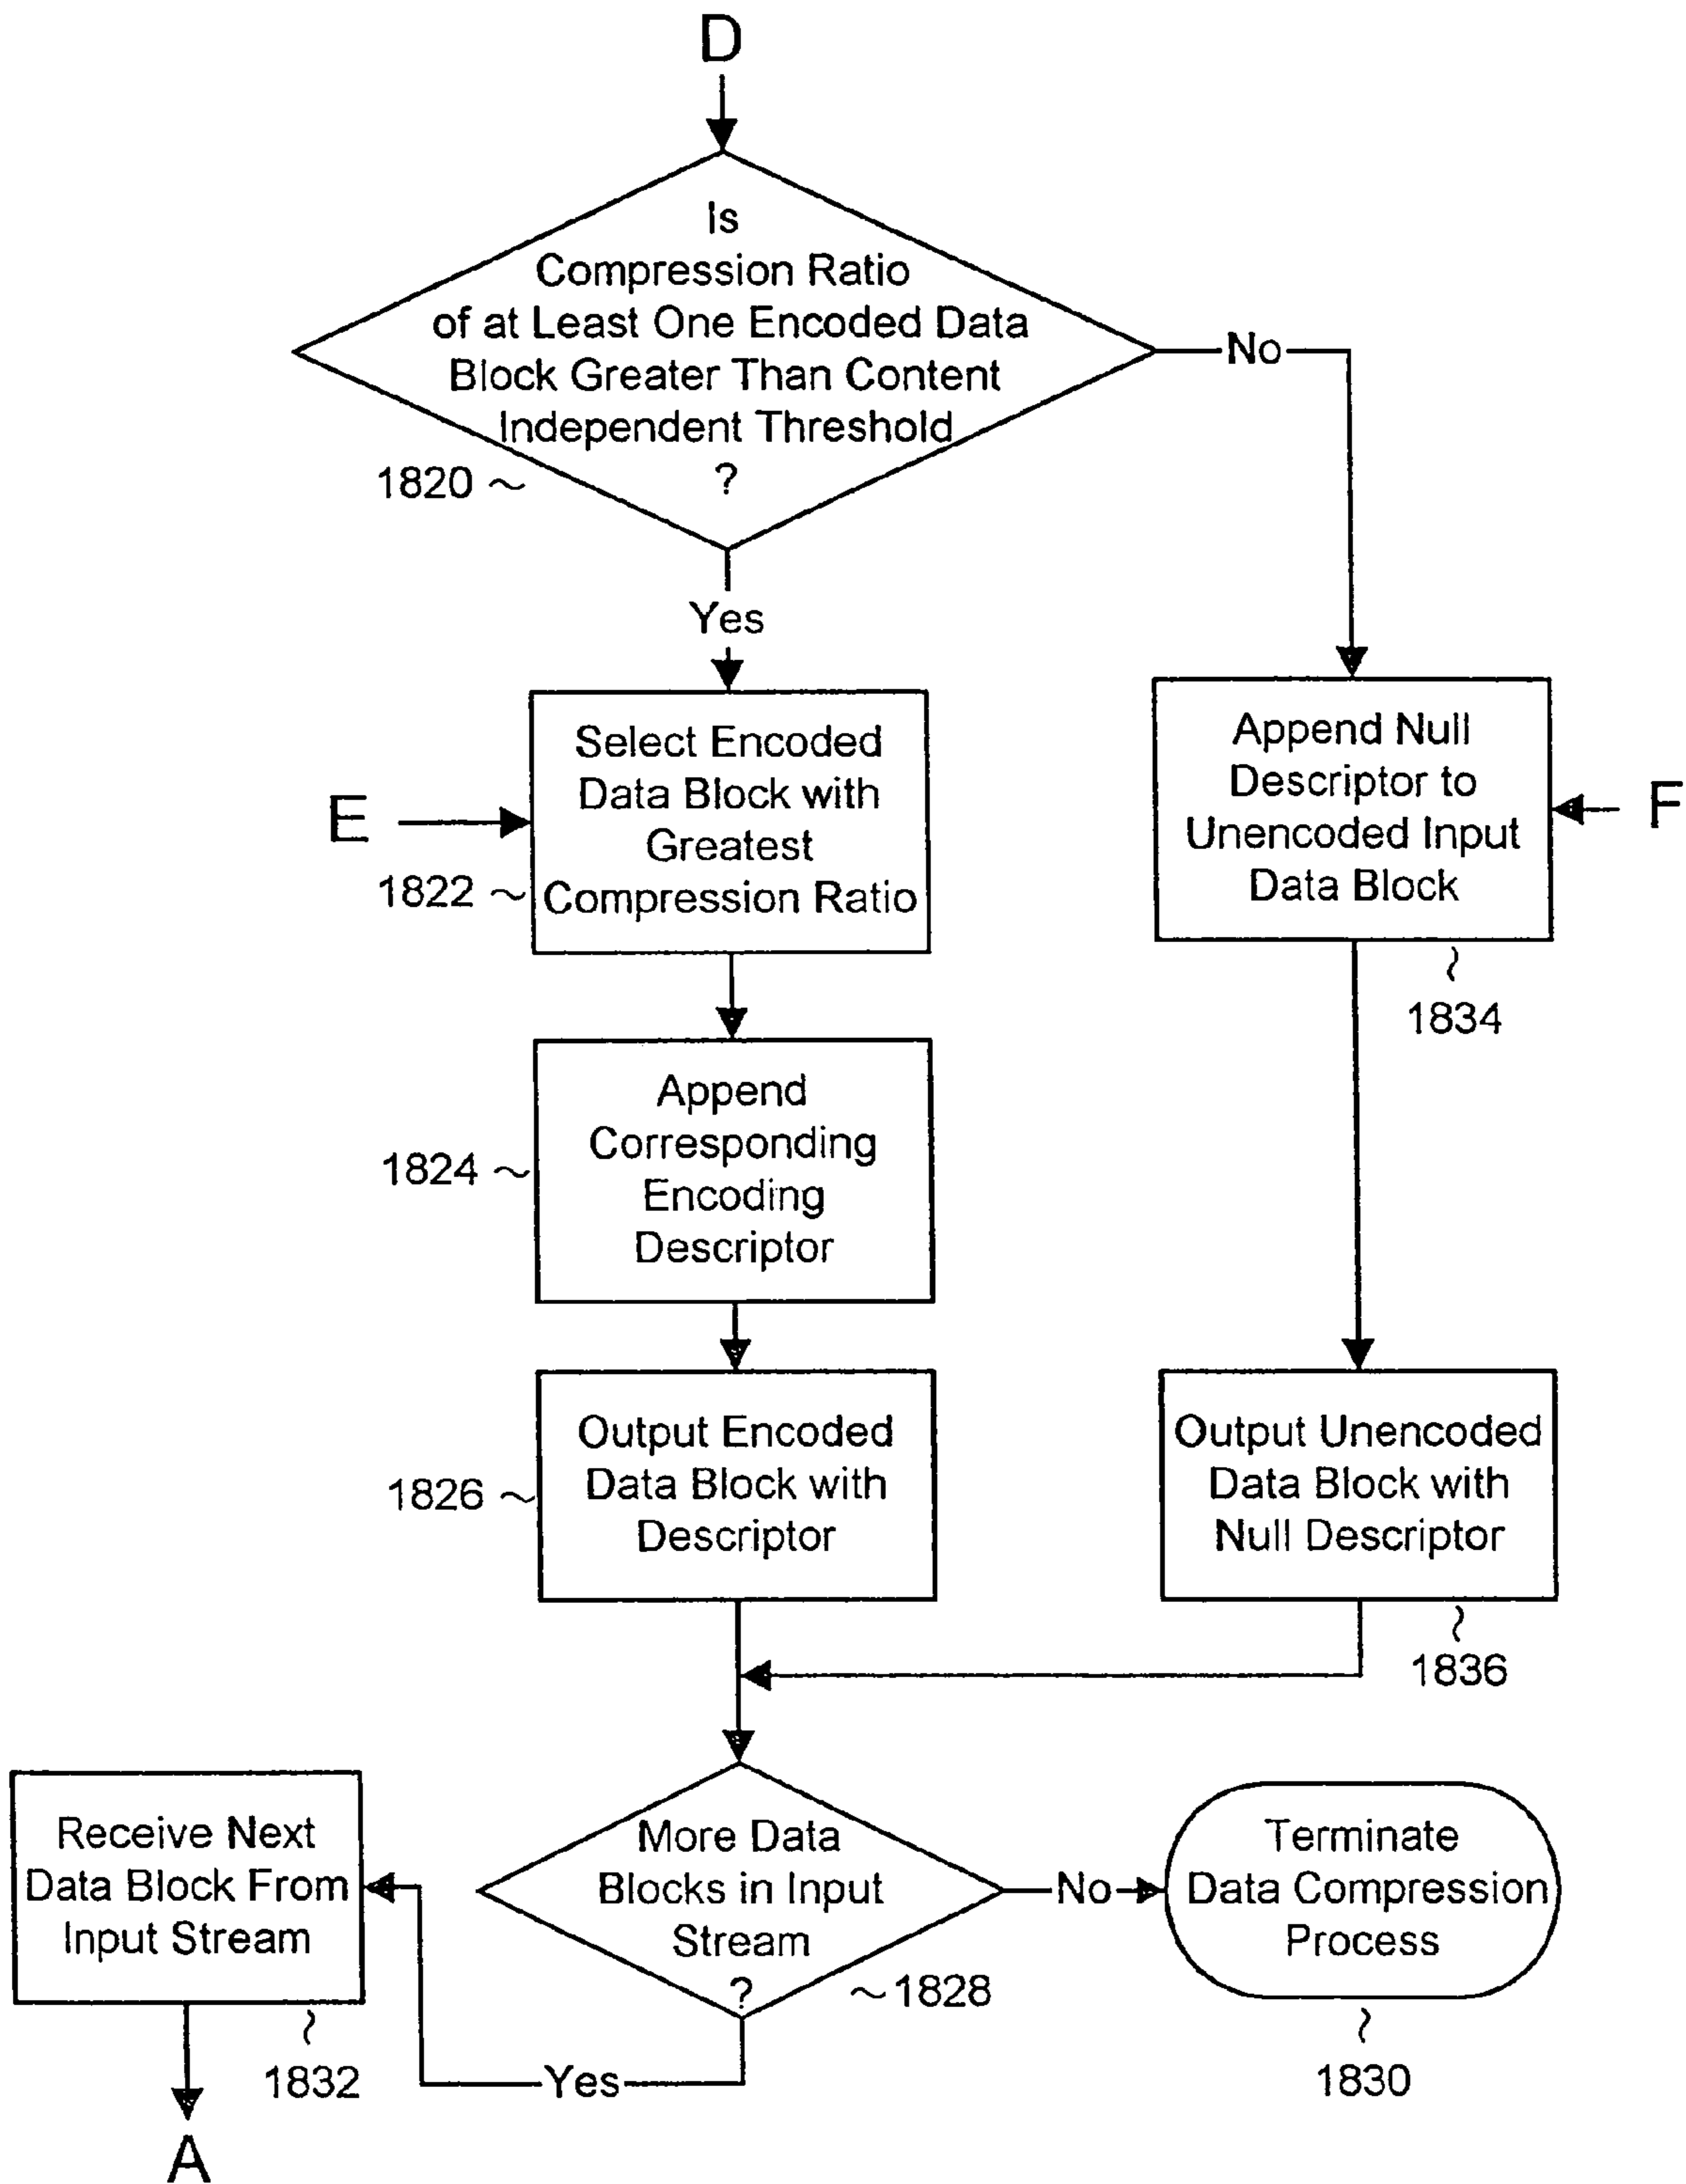 D
Is
Compression Ratio
of at Least One Encoded Data
Block Greater Than Content
Independent Threshold
?
1820
No
Yes
Select Encoded
Data Block with
Greatest
Compression Ratio
E
1822
Append Null
Descriptor to
Unencoded Input
Data Block
F
1834
Append
Corresponding
Encoding
Descriptor
1824
Output Encoded
Data Block with
Descriptor
1826
Output Unencoded
Data Block with
Null Descriptor
1836
Receive Next
Data Block From
Input Stream
1832
More Data
Blocks in Input
Stream
?
1828
No
Terminate
Data Compression
Process
1830
Yes
A